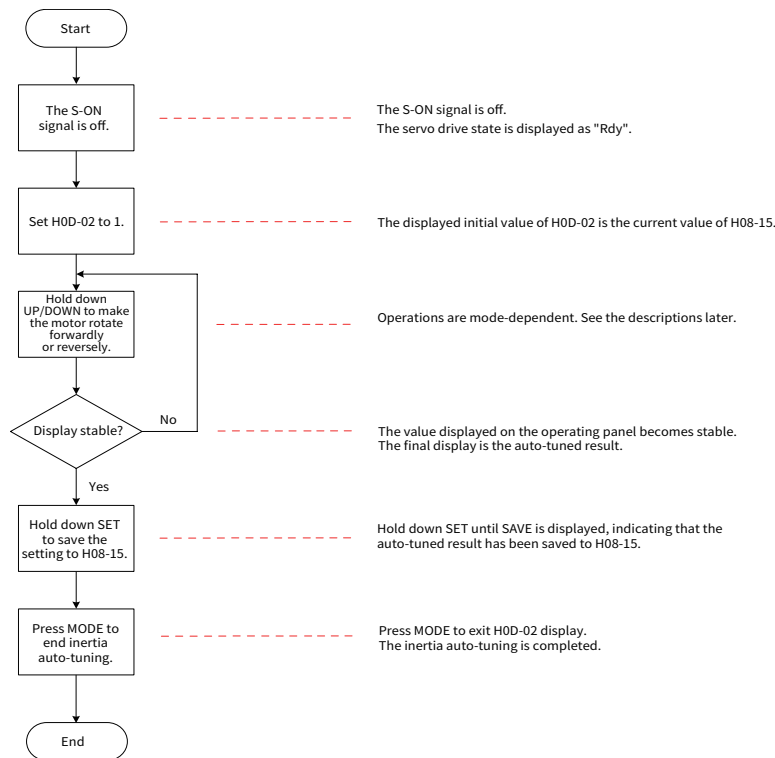 Start
The S-ON
signal is off.
The S-ON signal is off.
The servo drive state is displayed as "Rdy".
Set H0D-02 to 1.
The displayed initial value of H0D-02 is the current value of H08-15.
Hold down
UP/DOWN to make
the motor rotate
forwardly
or reversely.
Operations are mode-dependent. See the descriptions later.
Display stable?
No
The value displayed on the operating panel becomes stable.
The final display is the auto-tuned result.
Yes
Hold down SET
to save the
setting to H08-15.
Hold down SET until SAVE is displayed, indicating that the
auto-tuned result has been saved to H08-15.
Press MODE to
end inertia
auto-tuning.
Press MODE to exit H0D-02 display.
The inertia auto-tuning is completed.
End